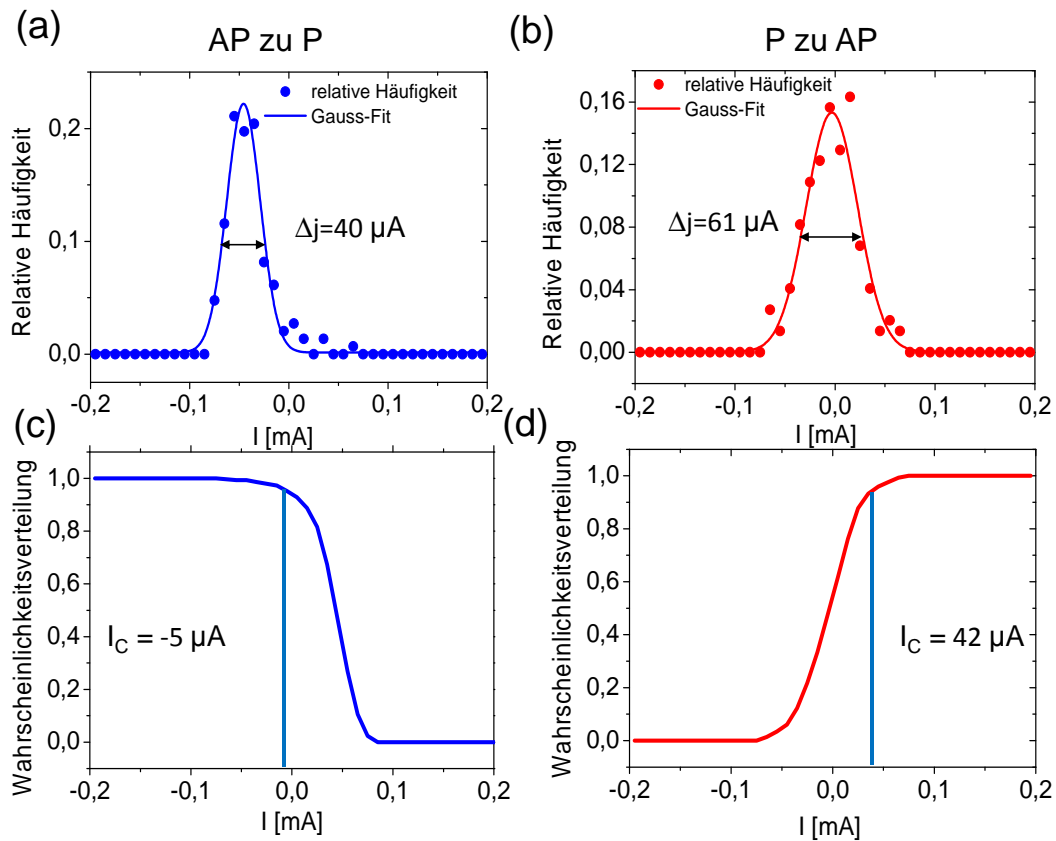 (a)
AP zu P
relative Häufigkeit
Gauss-Fit
Δj=40 µA
Relative Häufigkeit
0,2
0,1
0,0
-0,2
-0,1
0,0
0,1
0,2
I [mA]
(b)
P zu AP
relative Häufigkeit
Gauss-Fit
Δj=61 µA
Relative Häufigkeit
0,16
0,12
0,08
0,04
0,00
-0,2
-0,1
0,0
0,1
0,2
I [mA]
(c)
Wahrscheinlichkeitsverteilung
1,0
0,8
0,6
0,4
0,2
0,0
I_C = -5 µA
-0,2
-0,1
0,0
0,1
0,2
I [mA]
(d)
Wahrscheinlichkeitsverteilung
1,0
0,8
0,6
0,4
0,2
0,0
I_C = 42 µA
-0,2
-0,1
0,0
0,1
0,2
I [mA]